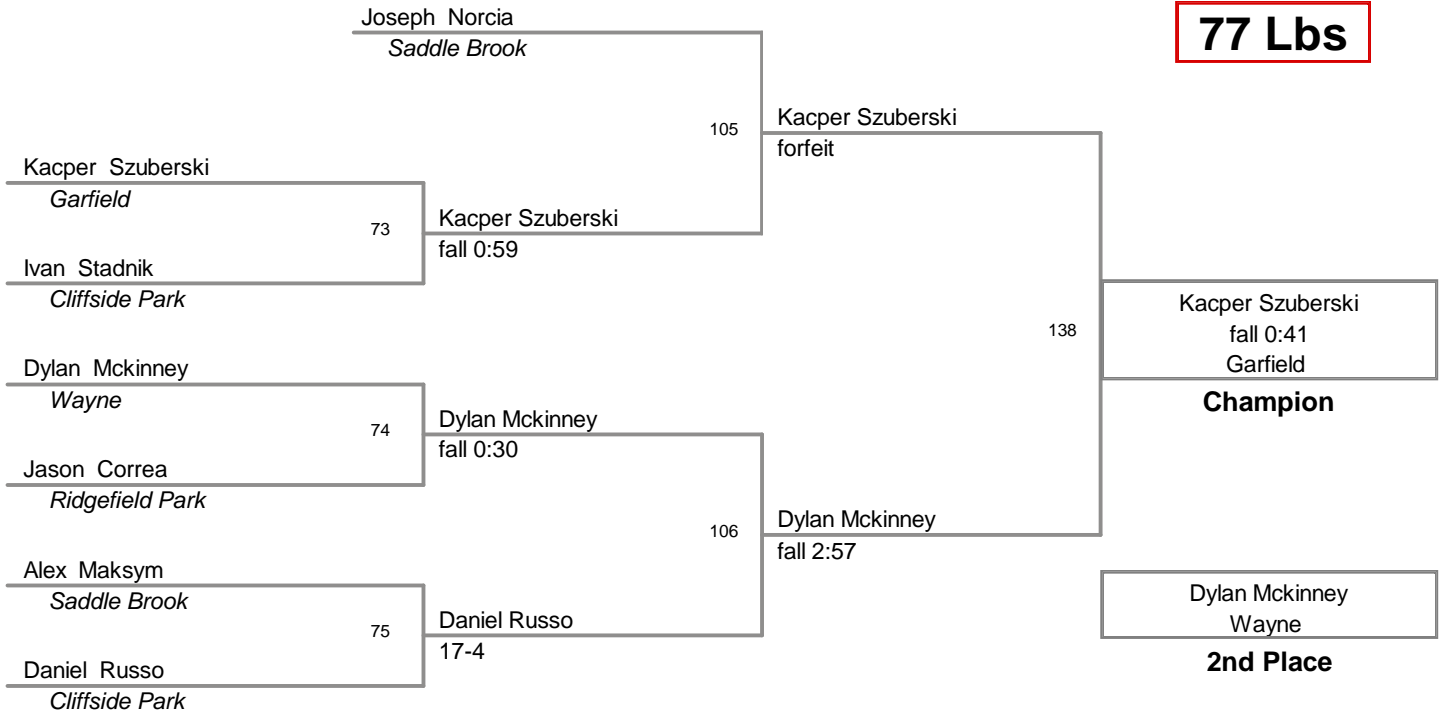 Joseph Norcia
Saddle Brook
77 Lbs
105
Kacper Szuberski
forfeit
Kacper Szuberski
Garfield
73
Kacper Szuberski
fall 0:59
Ivan Stadnik
Cliffside Park
138
Kacper Szuberski
fall 0:41
Garfield
Champion
Dylan Mckinney
Wayne
74
Dylan Mckinney
fall 0:30
Jason Correa
Ridgefield Park
106
Dylan Mckinney
fall 2:57
Alex Maksym
Saddle Brook
75
Daniel Russo
17-4
Daniel Russo
Cliffside Park
Dylan Mckinney
Wayne
2nd Place